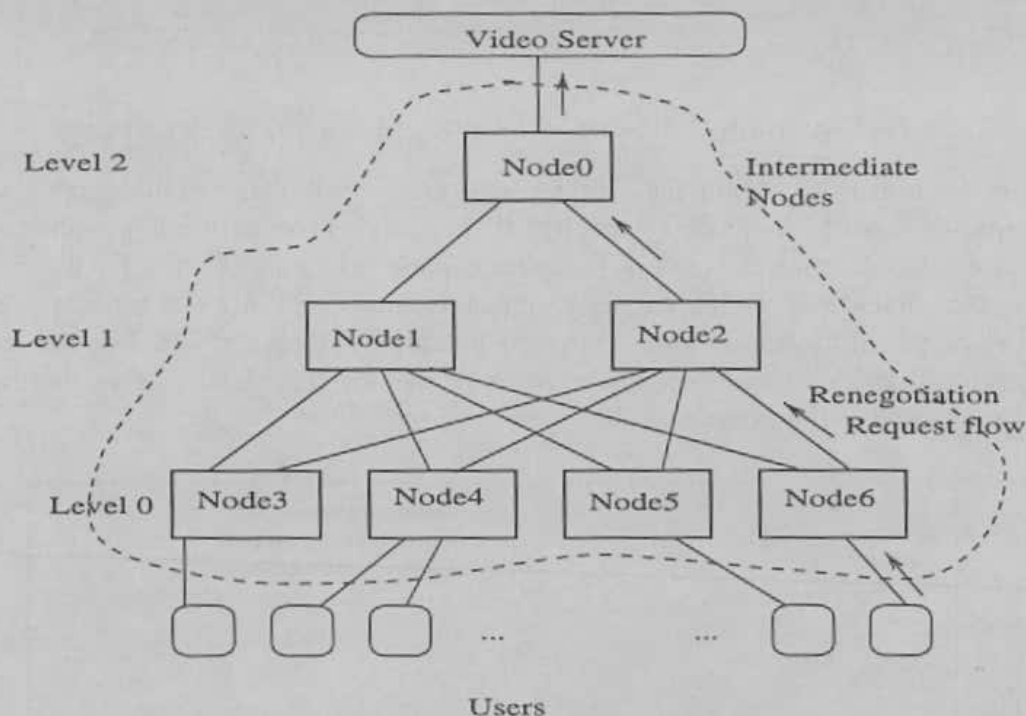 Video Server
Level 2
Node0
Intermediate
Nodes
Level 1
Node1
Node2
Renegotiation
Request flow
Level 0
Node3
Node4
Node5
Node6
...
...
Users